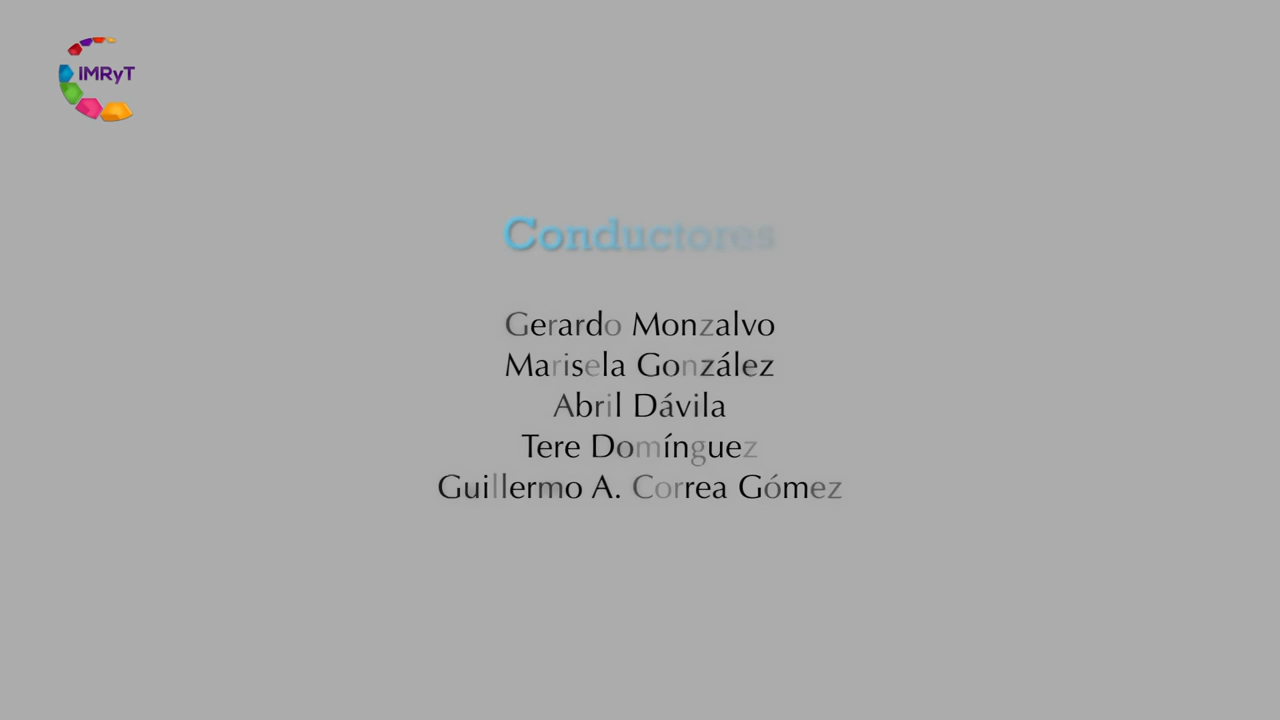 IMRyT
Conductores
Gerardo Monzalvo
Marisela González
Abril Dávila
Tere Domínguez
Guillermo A. Correa Gómez